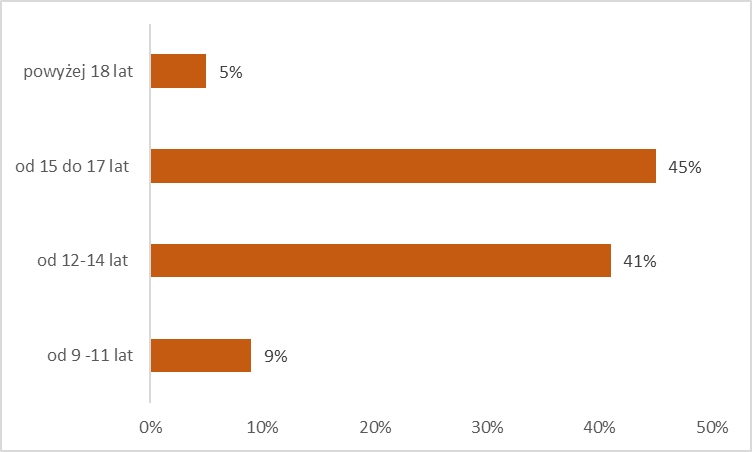 powyżej 18 lat
5%
od 15 do 17 lat
45%
od 12-14 lat
41%
od 9 -11 lat
9%
0%
10%
20%
30%
40%
50%